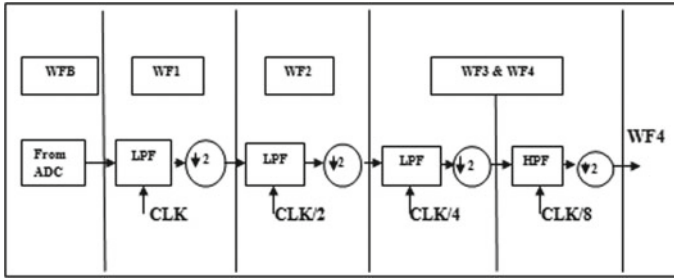 WFB WF1 WF2 WF3 & WF4
WF4
From
ADC
LPF 2 LPF 2 LPF 2 HPF 2
CLK CLK/2 CLK/4 CLK/8